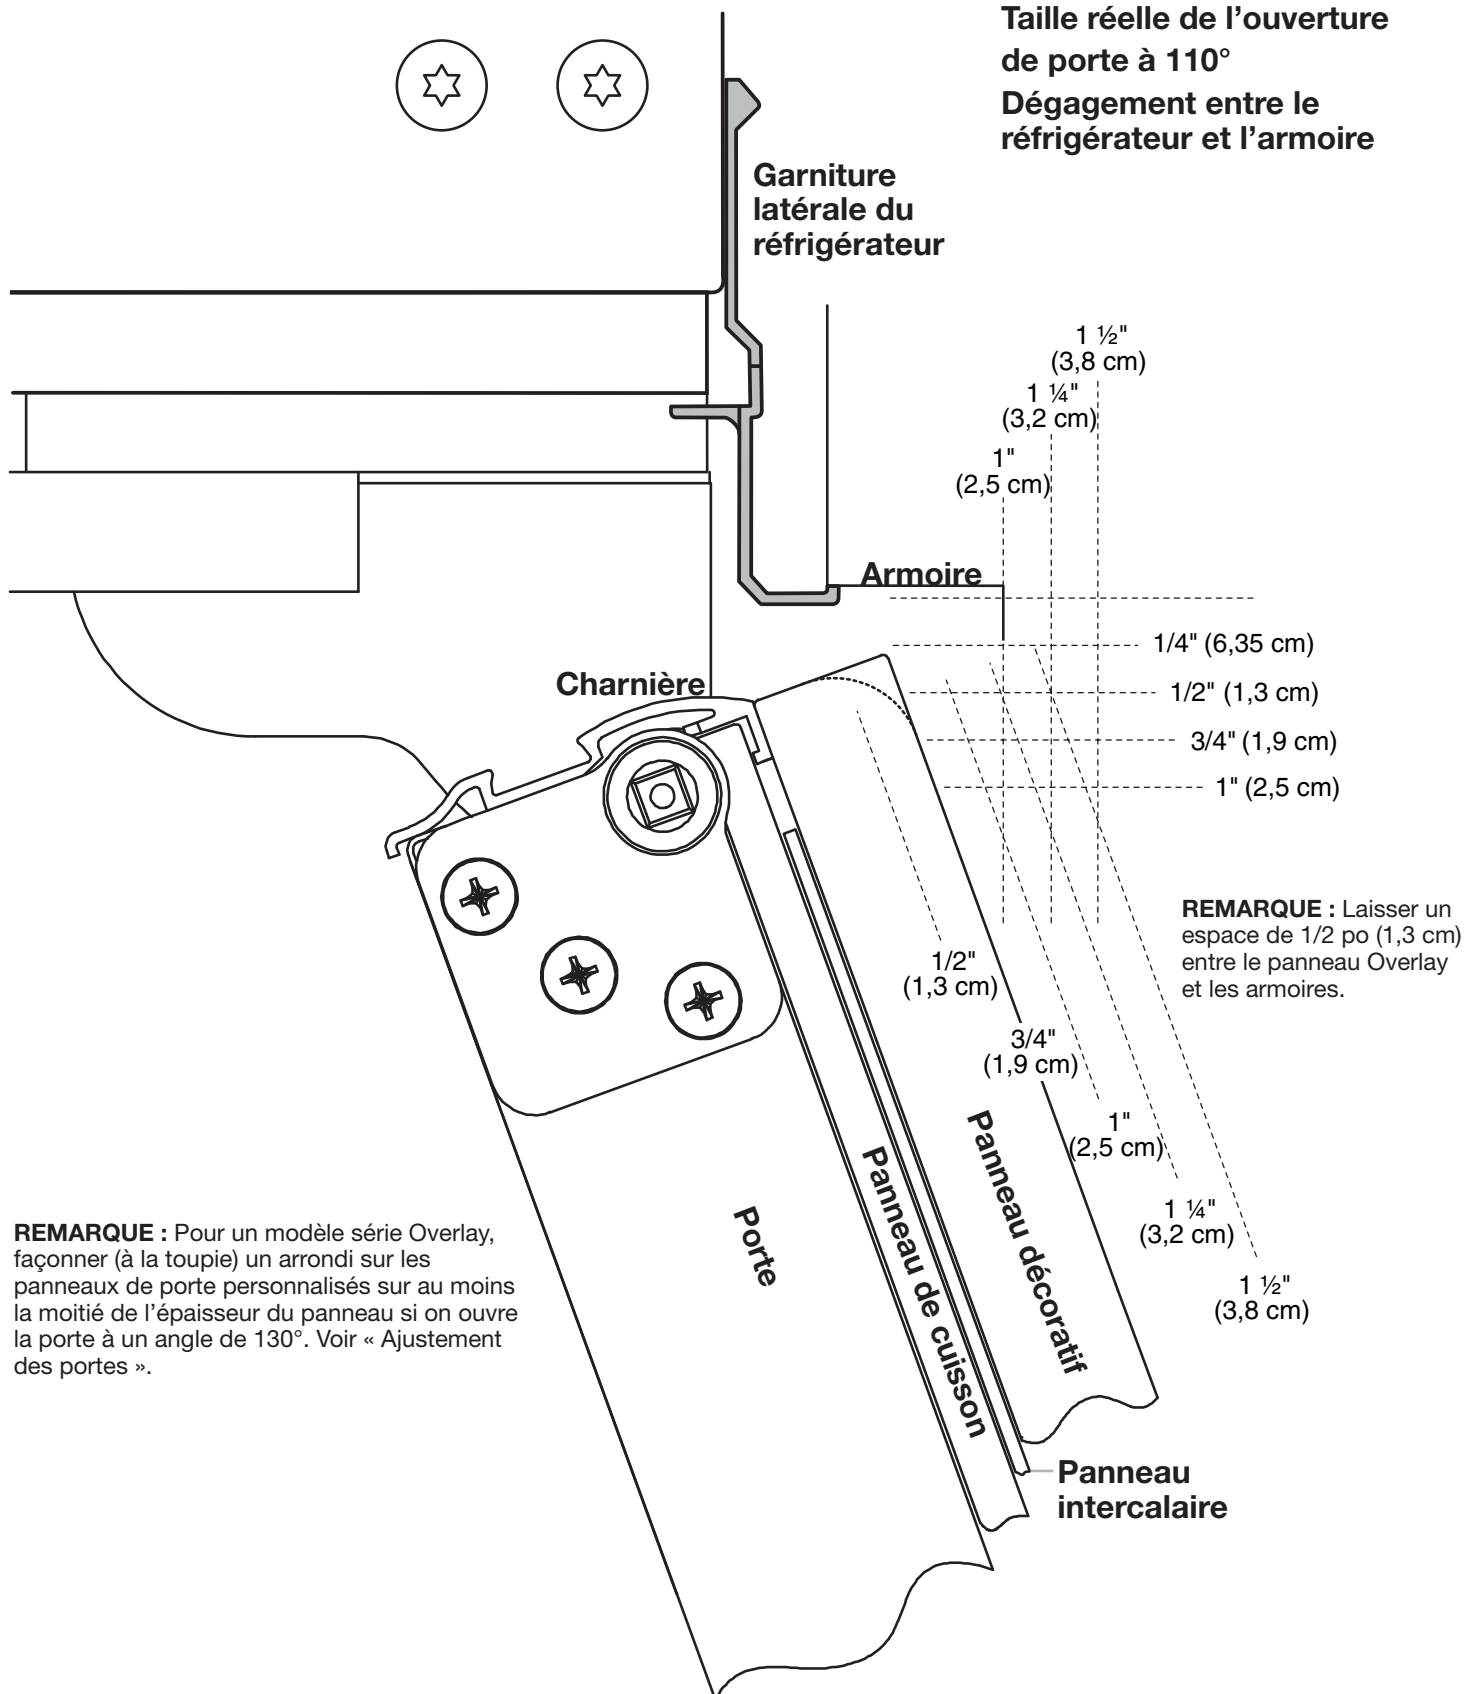 Taille réelle de l'ouverture
de porte à 110°
Dégagement entre le
réfrigérateur et l'armoire
Garniture
latérale du
réfrigérateur
1 ½"
(3,8 cm)
1 ¼"
(3,2 cm)
1"
(2,5 cm)
Armoire
1/4" (6,35 cm)
Charnière
1/2" (1,3 cm)
3/4" (1,9 cm)
1" (2,5 cm)
REMARQUE : Laisser un
espace de 1/2 po (1,3 cm)
entre le panneau Overlay
et les armoires.
1/2"
(1,3 cm)
3/4"
(1,9 cm)
1"
(2,5 cm)
1 ¼"
(3,2 cm)
1 ½"
(3,8 cm)
Porte
Panneau de cuisson
Panneau décoratif
REMARQUE : Pour un modèle série Overlay,
façonner (à la toupie) un arrondi sur les
panneaux de porte personnalisés sur au moins
la moitié de l'épaisseur du panneau si on ouvre
la porte à un angle de 130°. Voir « Ajustement
des portes ».
Panneau
intercalaire